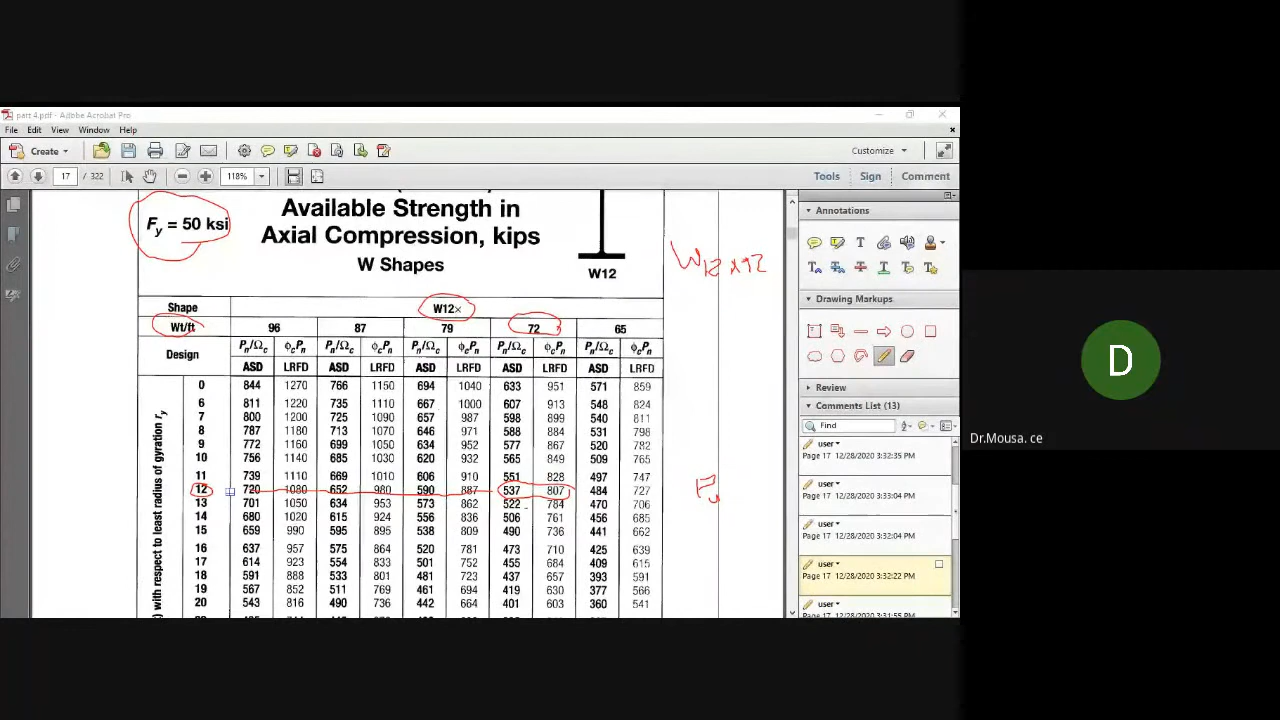 part 4.pdf - Adobe Acrobat Pro
File Edit View Window Help
Create
Customize
17 / 322
118%
Tools Sign Comment
Fy = 50 ksi
Available Strength in
Axial Compression, kips
W Shapes
W12
W12 x 92
Shape W12×
Wt/ft 96 87 79 72 65
Design Pn/Ωc ϕcPn Pn/Ωc ϕcPn Pn/Ωc ϕcPn Pn/Ωc ϕcPn Pn/Ωc ϕcPn
ASD LRFD ASD LRFD ASD LRFD ASD LRFD ASD LRFD
0 844 1270 766 1150 694 1040 633 951 571 859
6 811 1220 735 1110 667 1000 607 913 548 824
7 800 1200 725 1090 657 987 598 899 540 811
8 787 1180 713 1070 646 971 588 884 531 798
9 772 1160 699 1050 634 952 577 867 520 782
10 756 1140 685 1030 620 932 565 849 509 765
11 739 1110 669 1010 606 910 551 828 497 747
12 720 1080 652 980 590 887 537 807 484 727
13 701 1050 634 953 573 862 522 784 470 706
14 680 1020 615 924 556 836 506 761 456 685
15 659 990 595 895 538 809 490 736 441 662
16 637 957 575 864 520 781 473 710 425 639
17 614 923 554 833 501 752 455 684 409 615
18 591 888 533 801 481 723 437 657 393 591
19 567 852 511 769 461 694 419 630 377 566
20 543 816 490 736 442 664 401 603 360 541
) with respect to least radius of gyration ry
Annotations
Drawing Markups
Review
Comments List (13)
Find
user
Page 17 12/28/2020 3:32:35 PM
user
Page 17 12/28/2020 3:33:04 PM
user
Page 17 12/28/2020 3:32:04 PM
user
Page 17 12/28/2020 3:32:22 PM
user
Page 17 12/28/2020 3:31:55 PM
D
Dr.Mousa. ce